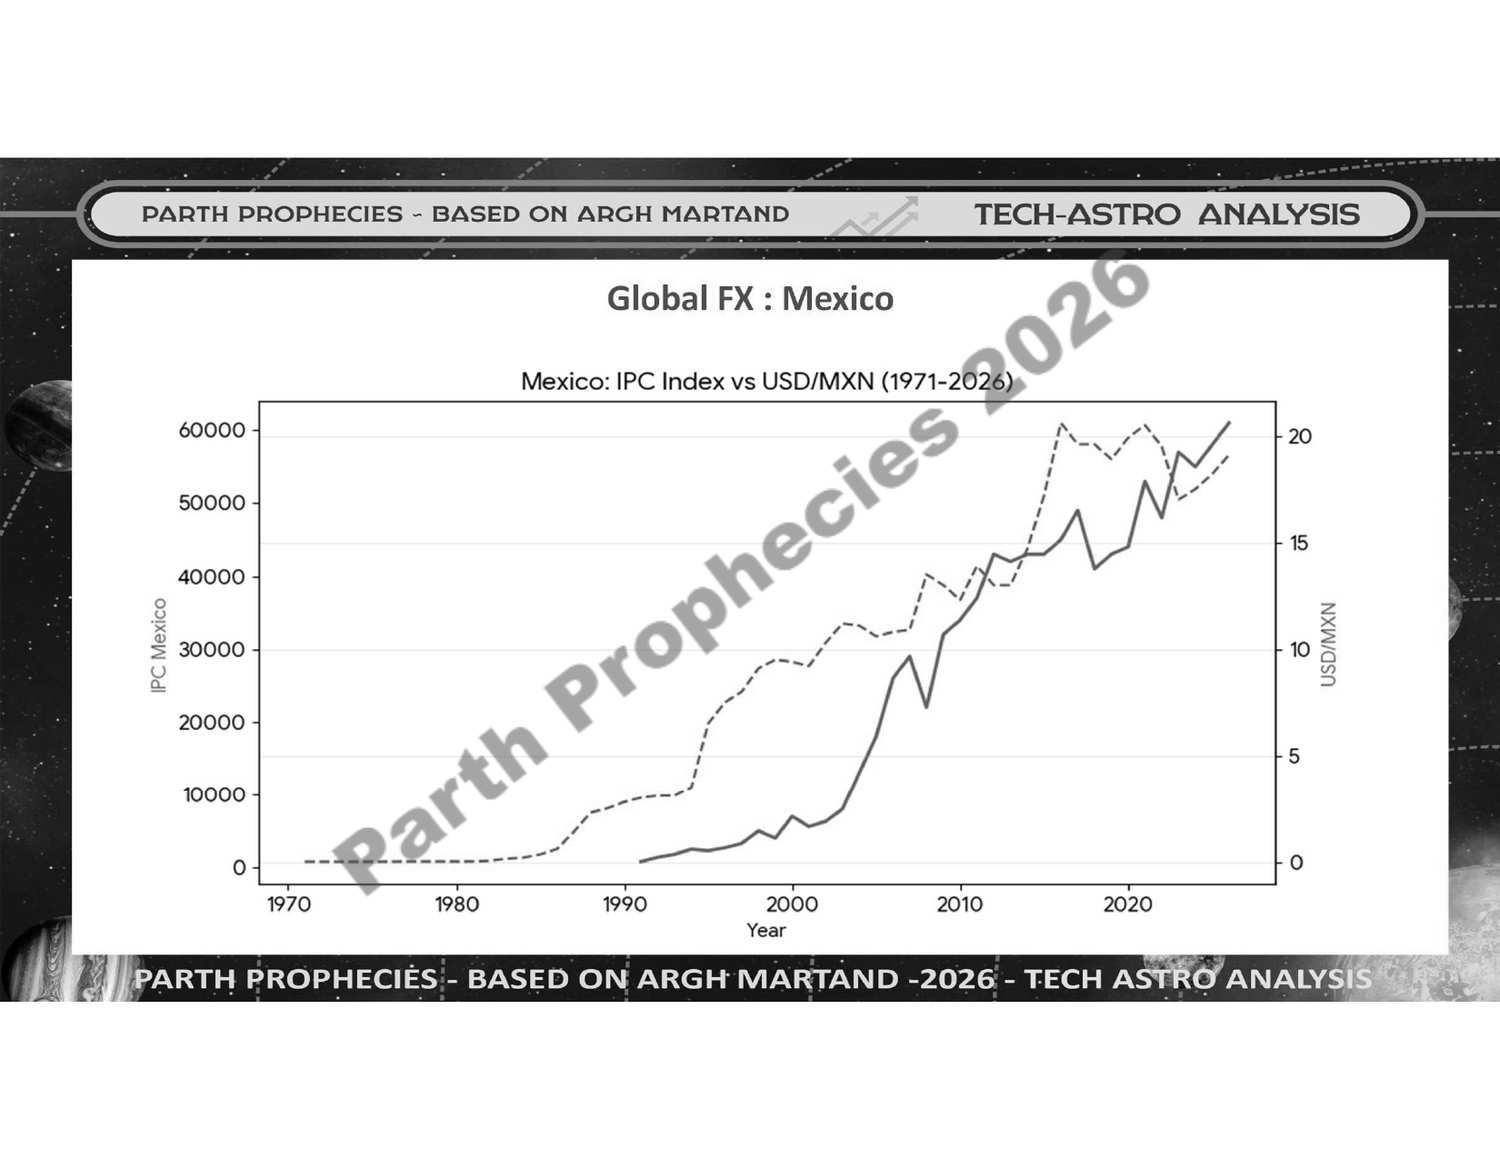 PARTH PROPHECIES ~ BASED ON ARGH MARTAND
TECH-ASTRO ANALYSIS
Global FX : Mexico
Parth Prophecies 2026
Mexico: IPC Index vs USD/MXN (1971-2026)
60000
50000
40000
30000
20000
10000
0
IPC Mexico
20
15
10
5
0
USD/MXN
1970
1980
1990
2000
2010
2020
Year
PARTH PROPHECIES - BASED ON ARGH MARTAND -2026 - TECH ASTRO ANALYSIS